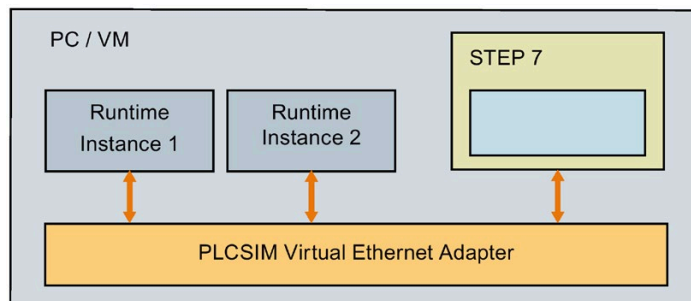 PC / VM
STEP 7
Runtime
Instance 1
Runtime
Instance 2
PLCSIM Virtual Ethernet Adapter